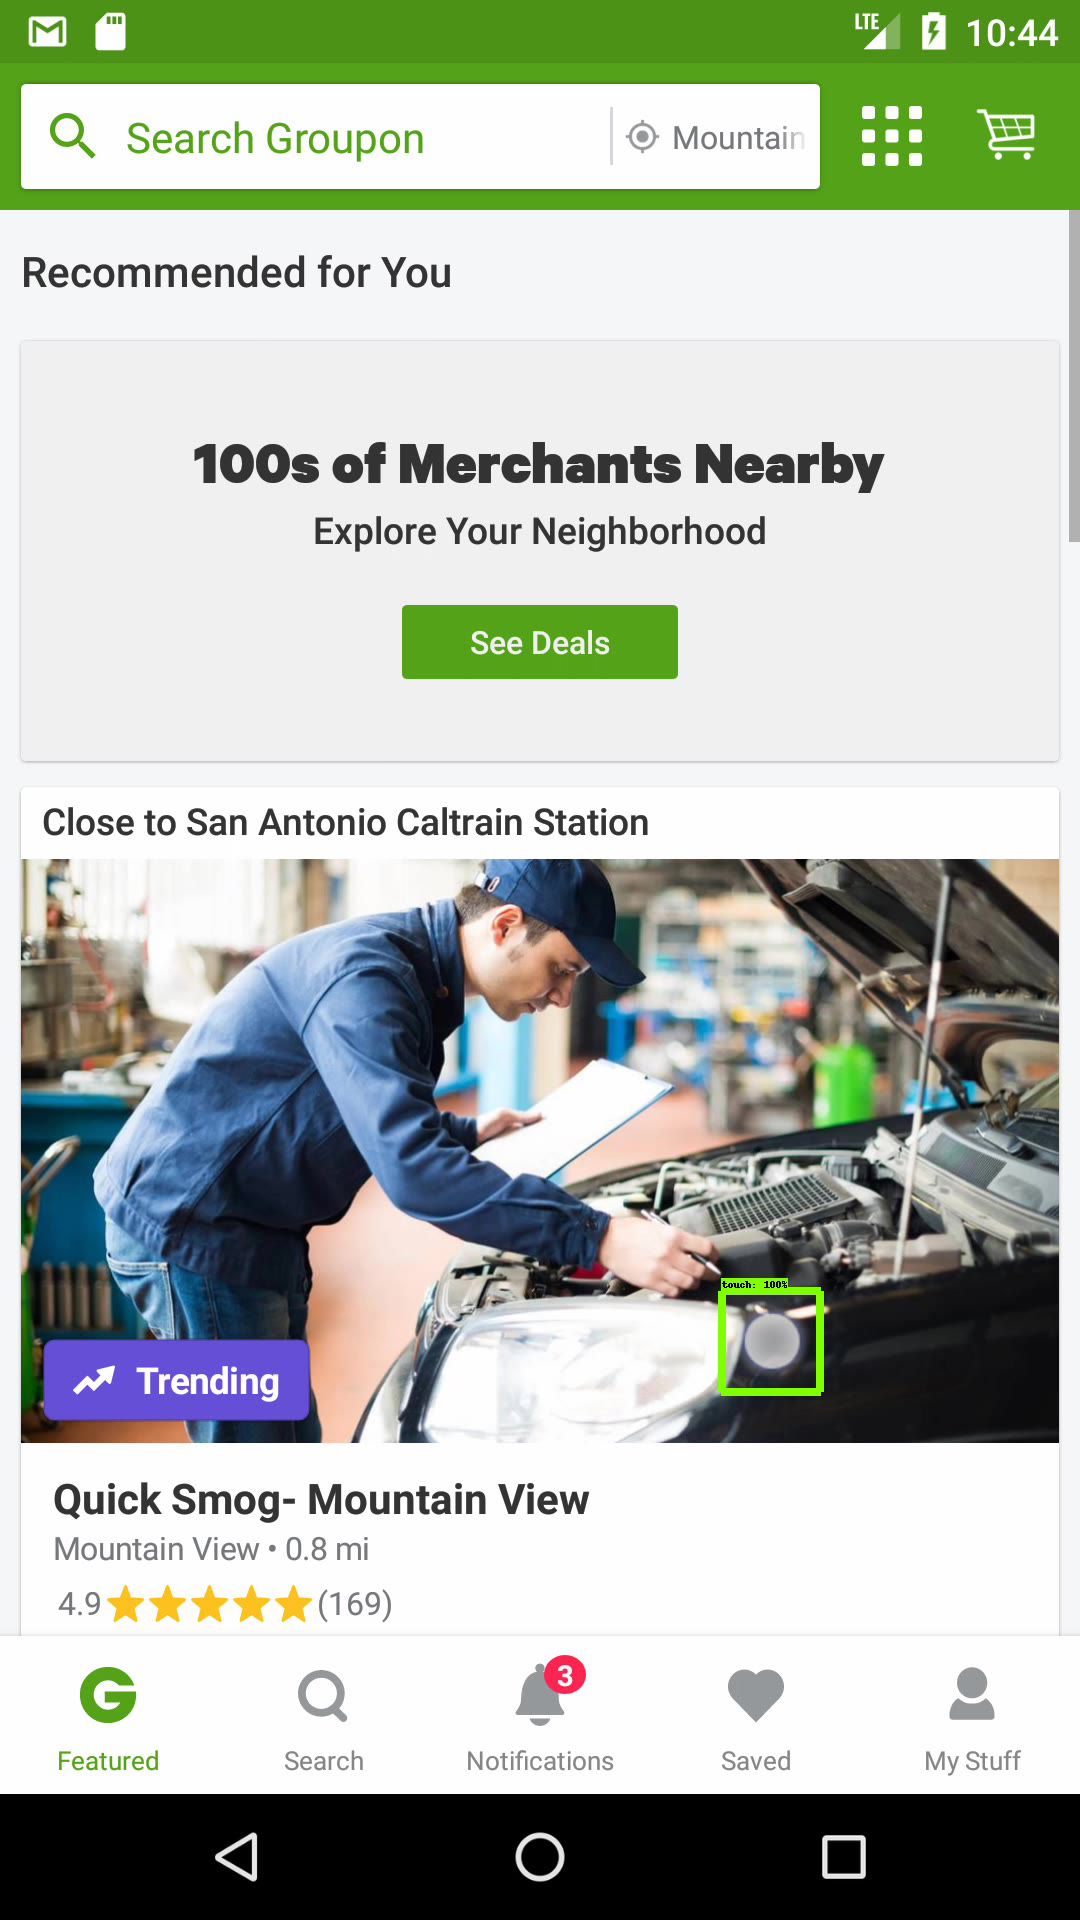 LTE 10:44
Search Groupon Mountain
Recommended for You
100s of Merchants Nearby
Explore Your Neighborhood
See Deals
Close to San Antonio Caltrain Station
touch: 100%
Trending
Quick Smog- Mountain View
Mountain View • 0.8 mi
4.9 (169)
3
Featured Search Notifications Saved My Stuff